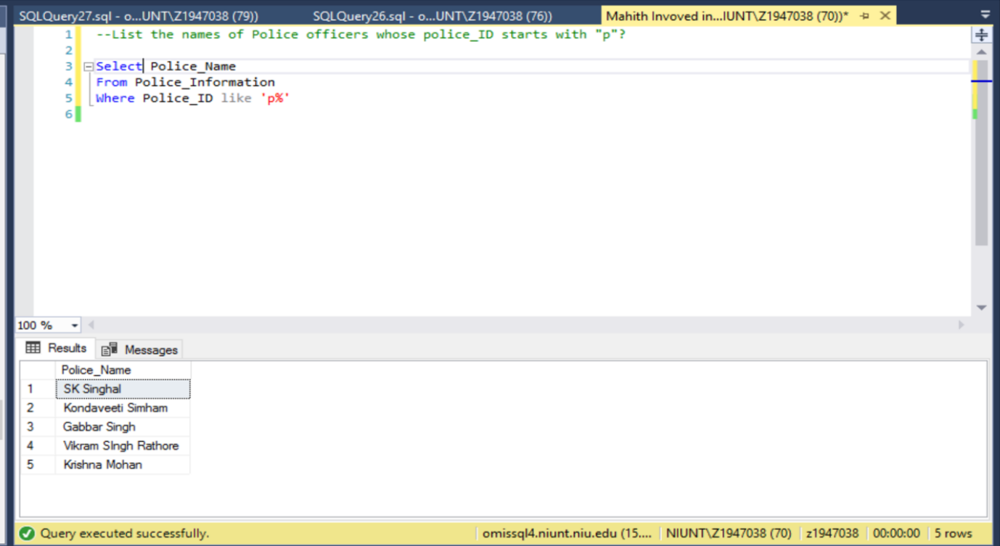 SQLQuery27.sql - o...UNT\Z1947038 (79)) SQLQuery26.sql - o...UNT\Z1947038 (76)) Mahith Invoved in...IUNT\Z1947038 (70))*
1 --List the names of Police officers whose police_ID starts with "p"?
2
3 Select Police_Name
4 From Police_Information
5 Where Police_ID like 'p%'
6
100 %
Results Messages
Police_Name
1 SK Singhal
2 Kondaveeti Simham
3 Gabbar Singh
4 Vikram SIngh Rathore
5 Krishna Mohan
Query executed successfully. omissql4.niunt.niu.edu (15.... NIUNT\Z1947038 (70) z1947038 00:00:00 5 rows